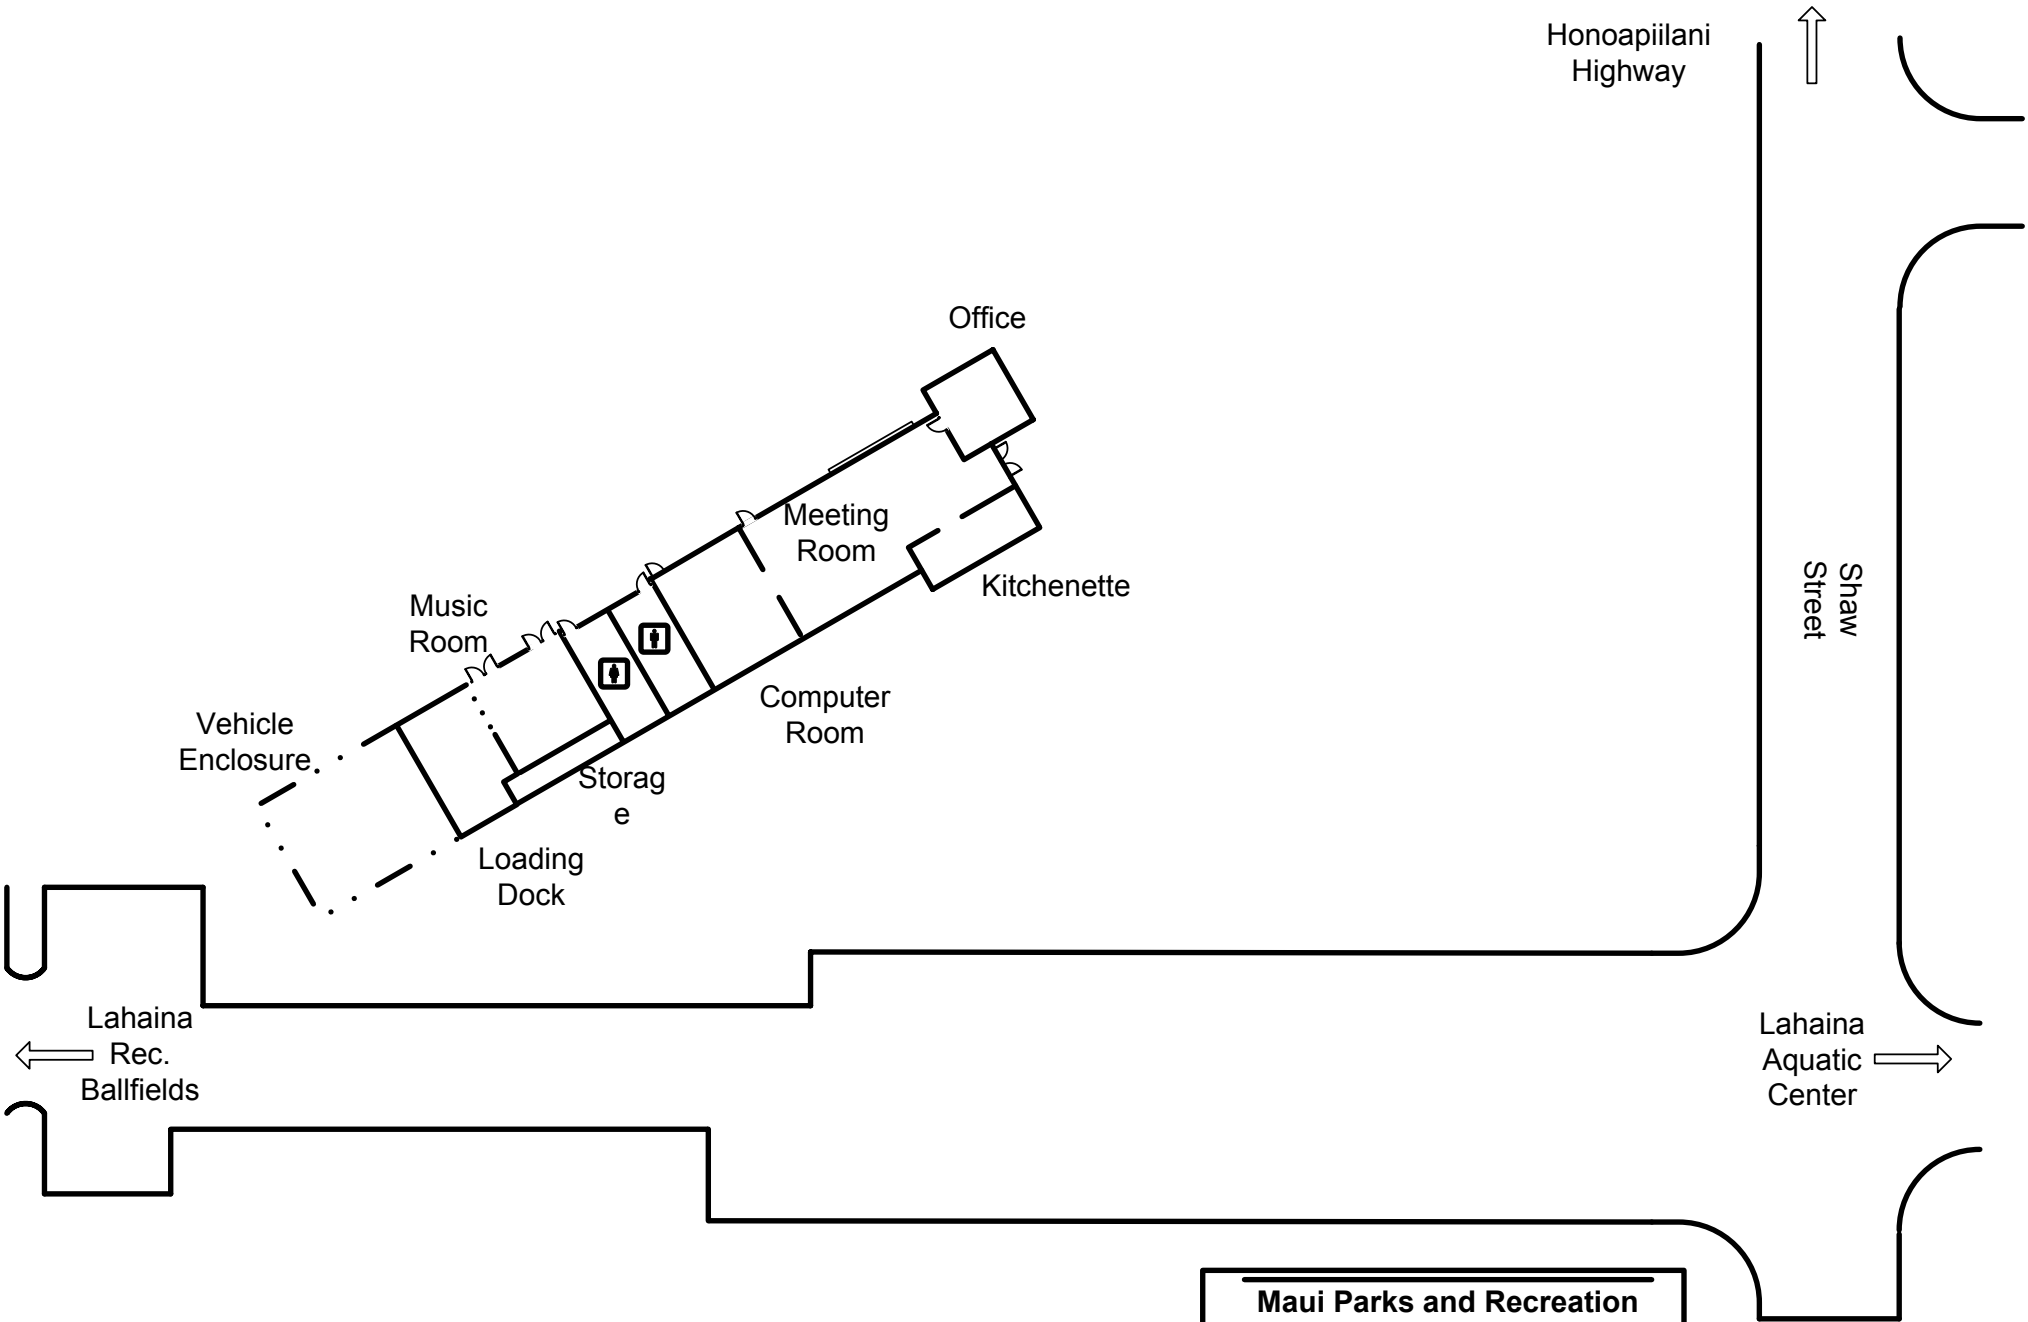 Honoapiilani
Highway
Office
Meeting
Room
Kitchenette
Shaw
Street
Music
Room
Computer
Room
Vehicle
Enclosure
Storag
e
Loading
Dock
Lahaina
Rec.
Ballfields
Lahaina
Aquatic
Center
Maui Parks and Recreation